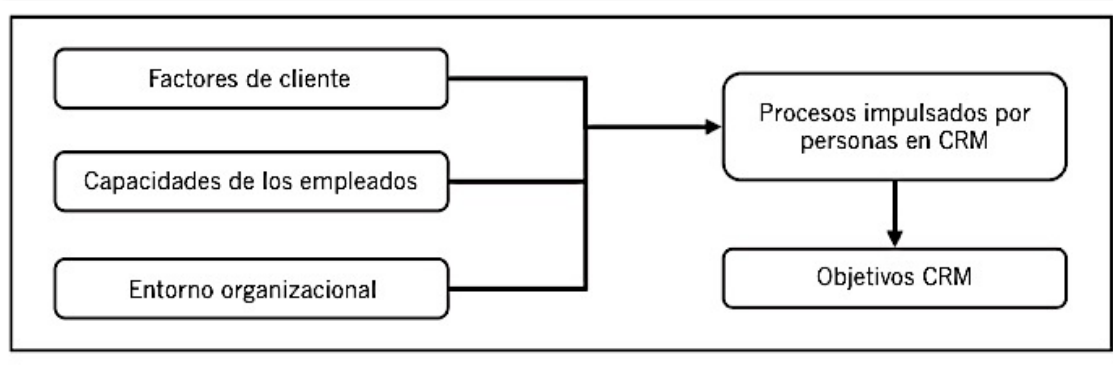 Factores de cliente
Capacidades de los empleados
Entorno organizacional
Procesos impulsados por
personas en CRM
Objetivos CRM